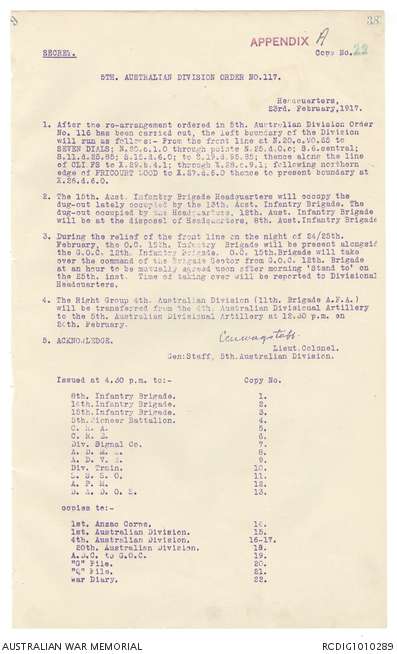 38
APPENDIX A
SECRET. Copy No. 22
5TH. AUSTRALIAN DIVISION ORDER NO.117.
Headquarters,
23rd. February, 1917.
1. After the re-arrangement ordered in 5th. Australian Division Order
No. 116 has been carried out, the left boundary of the Division
will run as follows:- From the front line at N.20.c.90.55 to
SEVEN DIALS; N.20.c.1.0 through points N.25.d.0.0; S.6.central;
S.11.d.25.85; S.15.d.6.0; to S.19.d.95.85; thence along the line
of CLIFFS to X.29.b.4.1; through X.28.c.9.1; following northern
edge of FRICOURT WOOD to X.27.d.6.0 thence to present boundary at
X.26.d.6.0.
2. The 15th. Aust. Infantry Brigade Headquarters will occupy the
dug-out lately occupied by the 13th. Aust. Infantry Brigade. The
dug-out occupied by the Headquarters, 12th. Aust. Infantry Brigade
will be at the disposal of Headquarters, 8th. Aust. Infantry Brigade
3. During the relief of the front line on the night of 24/25th.
February, the O.C. 15th. Infantry Brigade will be present alongside
the G.O.C. 12th. Infantry Brigade. O.C. 15th. Brigade will take
over the command of the Brigade Sector from G.O.C. 12th. Brigade
at an hour to be mutually agreed upon after morning 'Stand to' on
the 25th. inst. Time of taking over will be reported to Divisional
Headquarters.
4. The Right Group 4th. Australian Division (11th. Brigade A.F.A.)
will be transferred from the 4th. Australian Divisional Artillery
to the 5th. Australian Divisional Artillery at 12.30 pm. on
24th. February.
5. ACKNOWLEDGE.
Lieut. Colonel.
Gen: Staff, 5th. Australian Division.
Issued at 4.30 p.m. to:- Copy No.
8th. Infantry Brigade. 1.
14th. Infantry Brigade. 2.
15th. Infantry Brigade. 3.
5th. Pioneer Battalion. 4.
C. R. A. 5.
C. R. E. 6.
Div. Signal Co. 7.
A. D. M. S. 8.
A. D. V. S. 9.
Div. Train. 10.
S. S. O. 11.
A. P. M. 12.
D. A. D. O. S. 13.
Copies to:-
1st. Anzac Corps. 14.
1st. Australian Division. 15.
4th. Australian Division. 16-17.
20th. Australian Division. 18.
A.D.C. to G.O.C. 19.
"G" File. 20.
"Q" File. 21.
War Diary. 22.
AUSTRALIAN WAR MEMORIAL RCDIG1010289